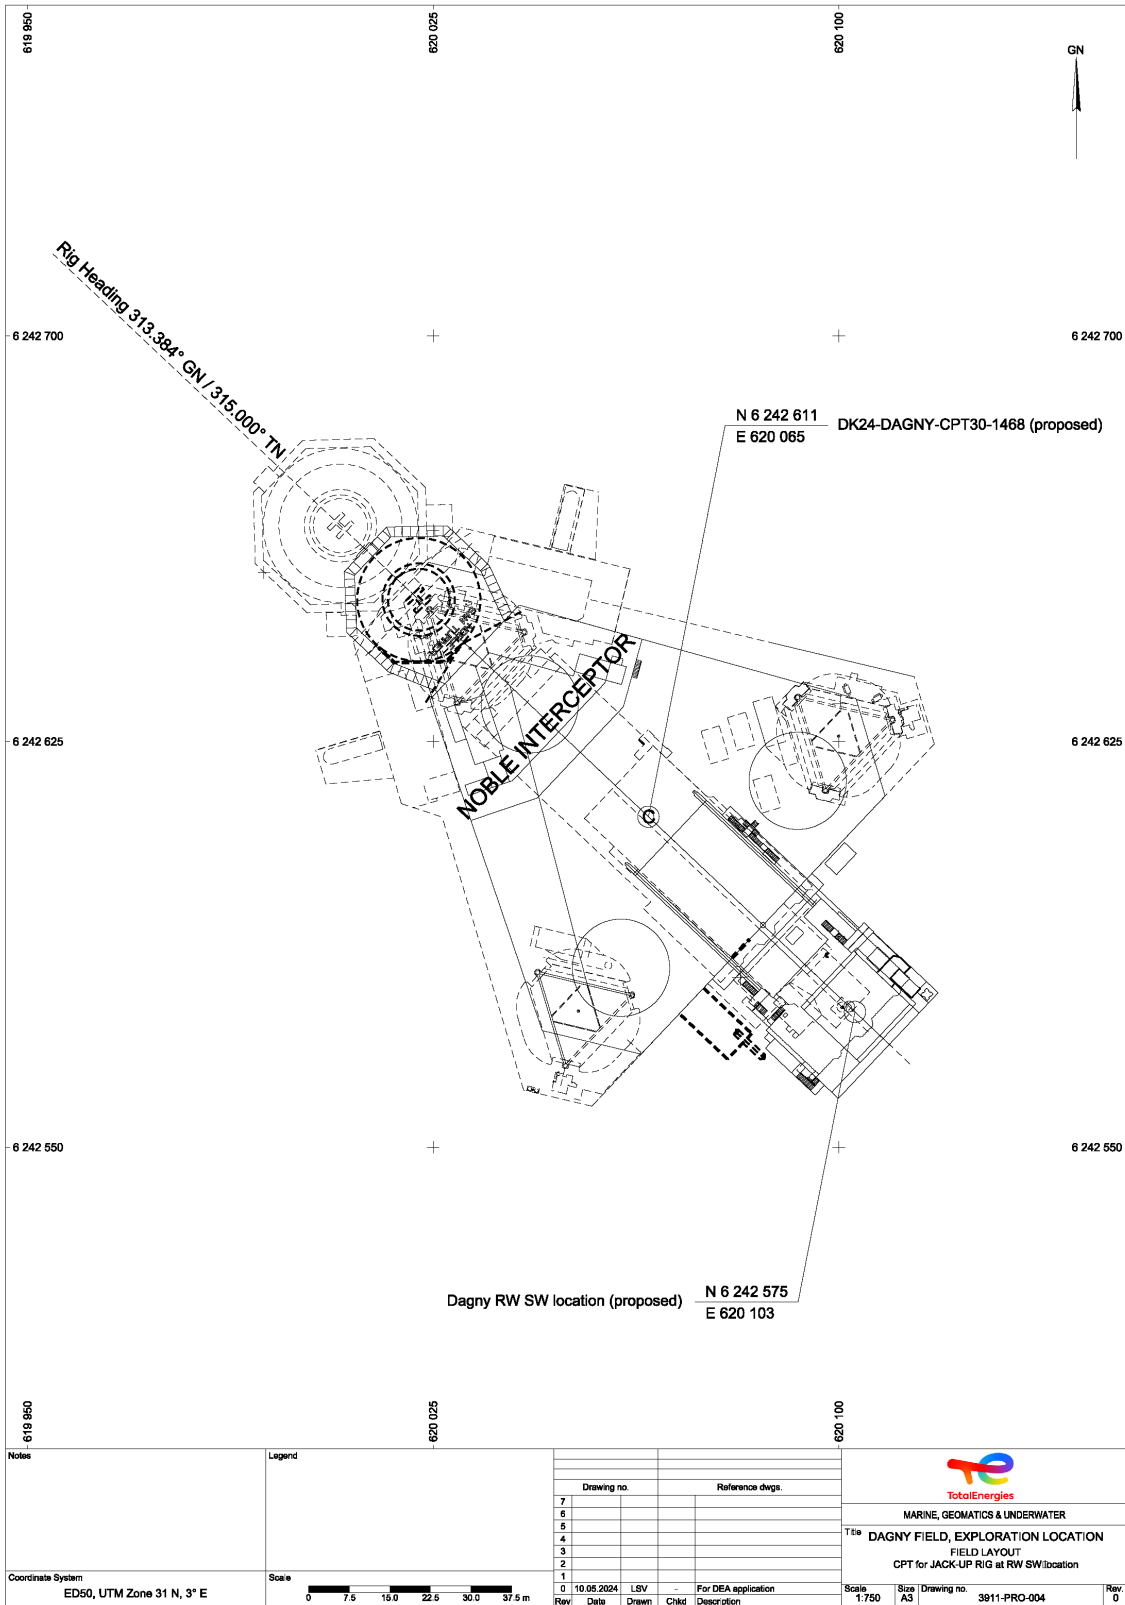 619 950
620 025
620 100
GN
Rig Heading 313.384° GN / 315.000° TN
6 242 700
6 242 700
N 6 242 611
E 620 065
DK24-DAGNY-CPT30-1468 (proposed)
NOBLE INTERCEPTOR
6 242 625
6 242 625
C
6 242 550
6 242 550
Dagny RW SW location (proposed)
N 6 242 575
E 620 103
619 950
620 025
620 100
Notes
Legend
Coordinate System
ED50, UTM Zone 31 N, 3° E
Scale
0 7.5 15.0 22.5 30.0 37.5 m
Drawing no. Reference dwgs.
7
6
5
4
3
2
1
0 10.05.2024 LSV - For DEA application
Rev Date Drawn Chkd Description
TotalEnergies
MARINE, GEOMATICS & UNDERWATER
Title DAGNY FIELD, EXPLORATION LOCATION
FIELD LAYOUT
CPT for JACK-UP RIG at RW SW location
Scale Size Drawing no. Rev.
1:750 A3 3911-PRO-004 0